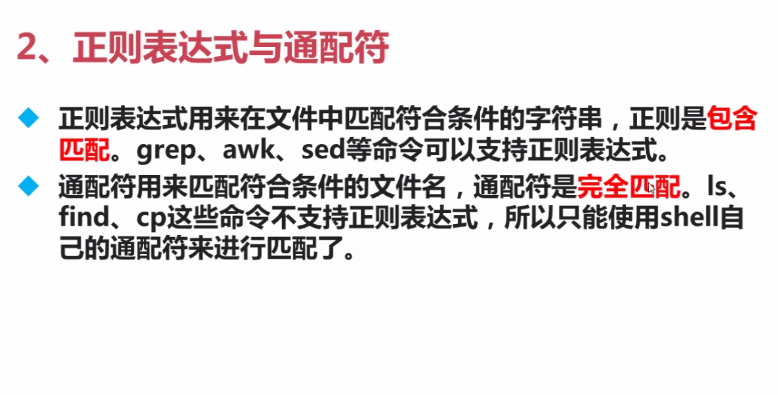 2、正则表达式与通配符
正则表达式用来在文件中匹配符合条件的字符串，正则是包含
匹配。grep、awk、sed等命令可以支持正则表达式。
通配符用来匹配符合条件的文件名，通配符是完全匹配。ls、
find、cp这些命令不支持正则表达式，所以只能使用shell自
己的通配符来进行匹配了。